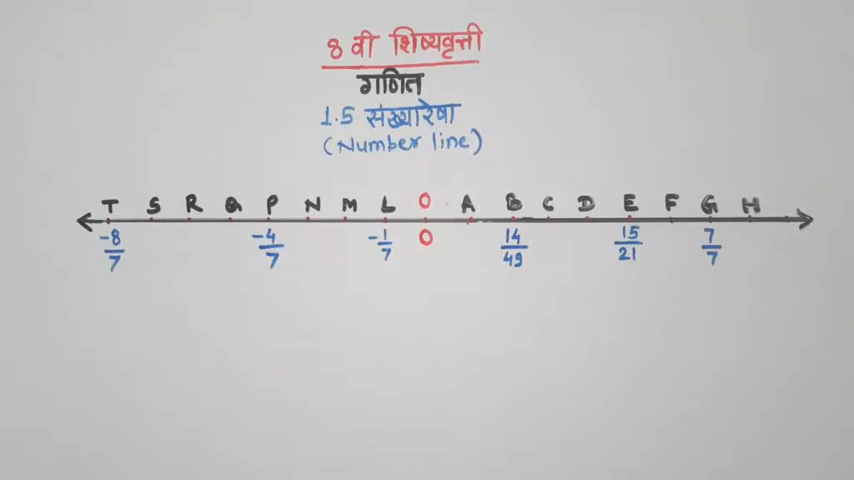 8 वी शिष्यवृत्ती
गणित
1.5 संख्यारेषा
(Number line)
T S R Q P N M L 0 A B C D E F G H
-8/7 -4/7 -1/7 0 14/49 15/21 7/7